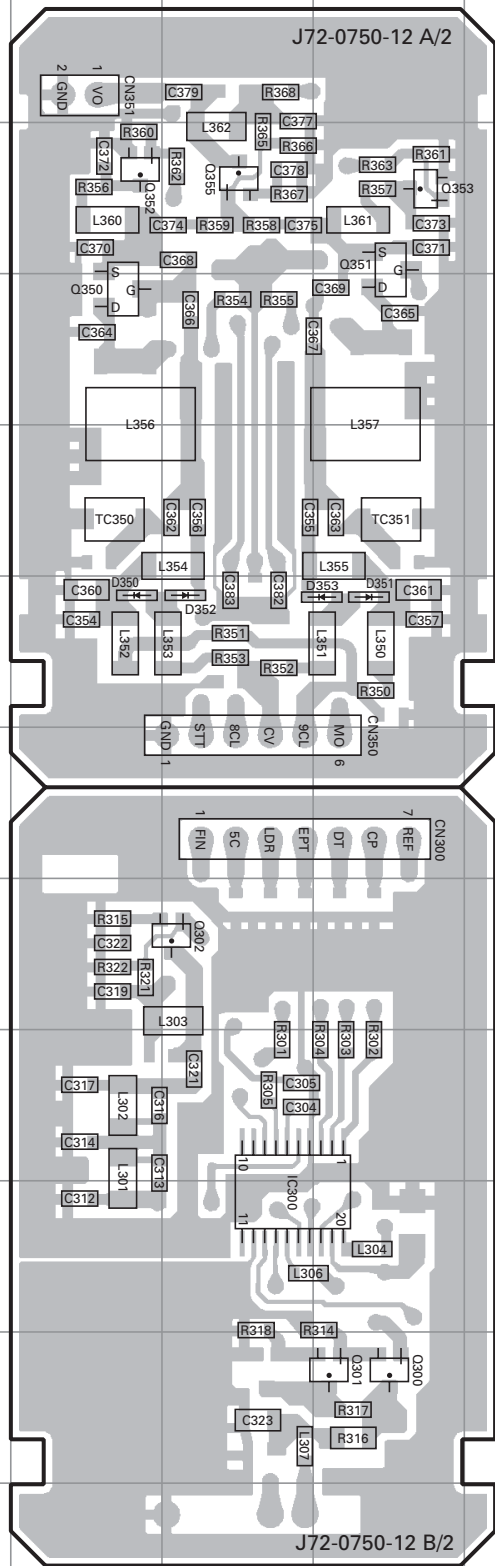 J72-0750-12 A/2
2 1
GND VO
CN351
C379 R368
L362 R365 C377
R360 R366
C372 R362 Q355 C378 R363 R361
R356 Q352 R367 R357 Q353
L360 C374 R359 R358 C375 L361 C373
C370 C368 Q351 S G D C371
Q350 S G D C369
C366 R354 R355 C365
C364 C367
L356 L357
TC350 C362 C356 C355 C363 TC351
L354 L355
C360 D350 D352 C383 C382 D353 D351 C361
C354 L352 L353 R351 L351 L350 C357
R353 R352
R350
GND STT 8CL CV 9CL MO CN350
1 6
1 7
FIN 5C LDR EPT DT CP REF CN300
R315 Q302
C322
R322 R321
C319
L303
R301 R304 R303 R302
C321
C317 L302 C316 R305 C305
C304
C314
L301 C313 10 1
IC300
C312 11 20
L304
L306
R318 R314
Q301 Q300
R317
C323 L307 R316
J72-0750-12 B/2